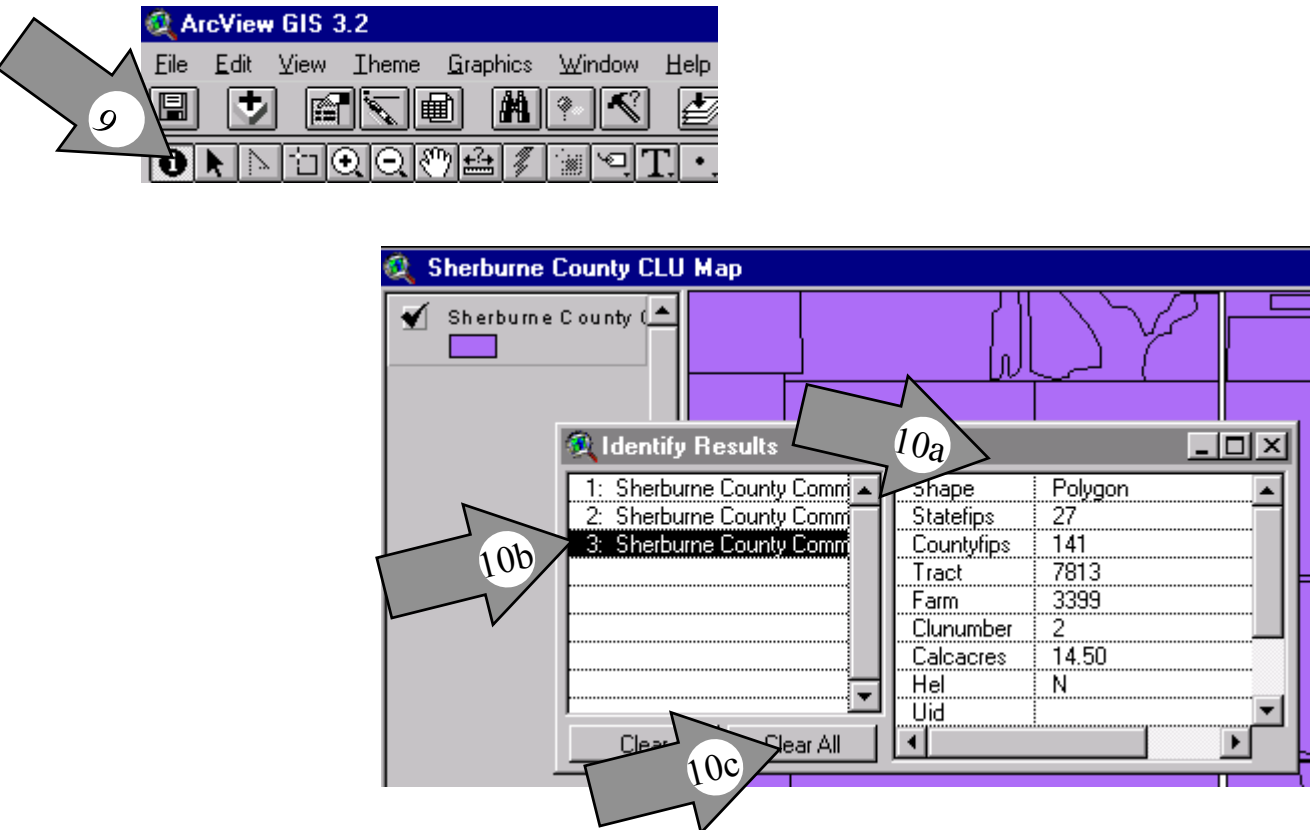 ArcView GIS 3.2
File Edit View Theme Graphics Window Help
9
T
Sherburne County CLU Map
Sherburne County
10a
Identify Results
1: Sherburne County Comm
2: Sherburne County Comm
3: Sherburne County Comm
10b
Shape Polygon
Statefips 27
Countyfips 141
Tract 7813
Farm 3399
Clunumber 2
Calcacres 14.50
Hel N
Uid
Clear Clear All
10c